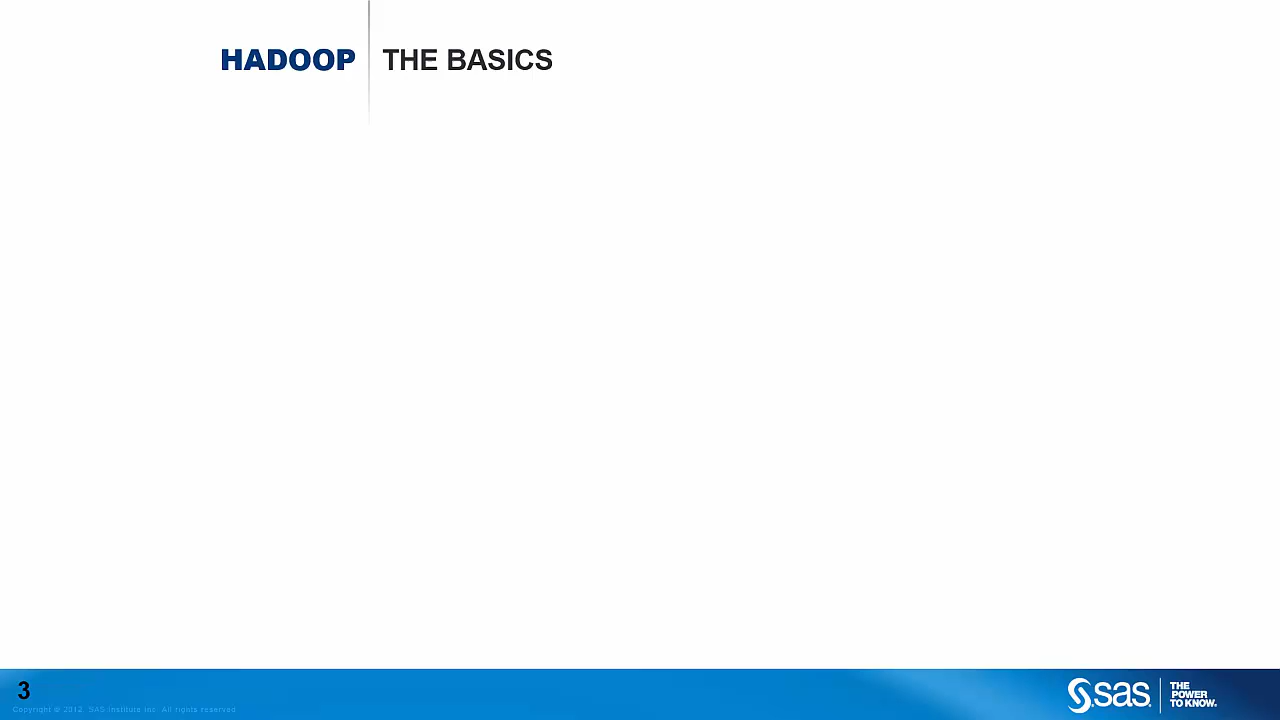 HADOOP THE BASICS
3
Copyright © 2012, SAS Institute Inc. All rights reserved.
sas THE
POWER
TO KNOW.